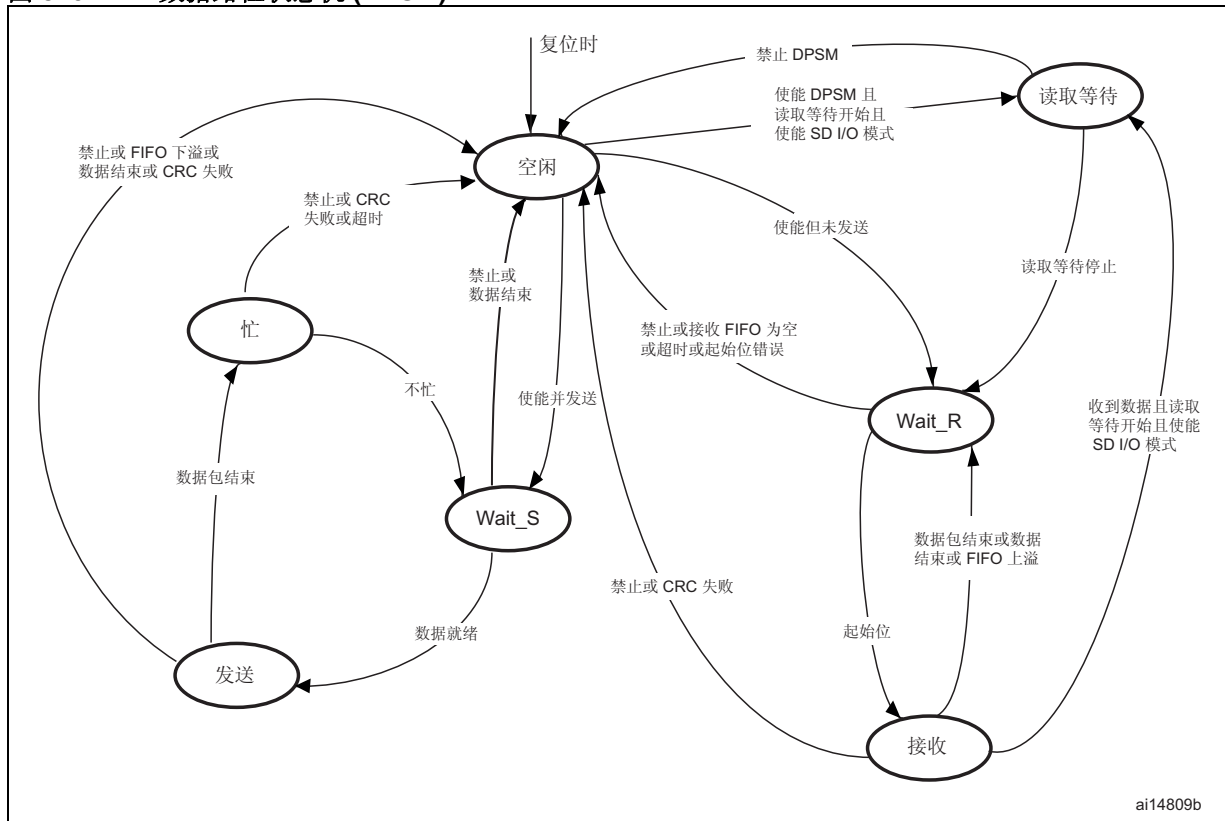 复位时
禁止 DPSM
使能 DPSM 且
读取等待开始且
使能 SD I/O 模式
读取等待
禁止或 FIFO 下溢或
数据结束或 CRC 失败
空闲
禁止或 CRC
失败或超时
使能但未发送
禁止或
数据结束
读取等待停止
忙
禁止或接收 FIFO 为空
或超时或起始位错误
不忙
使能并发送
Wait_R
收到数据且读取
等待开始且使能
SD I/O 模式
数据包结束
Wait_S
数据包结束或数据
结束或 FIFO 上溢
禁止或 CRC 失败
数据就绪
起始位
发送
接收
ai14809b